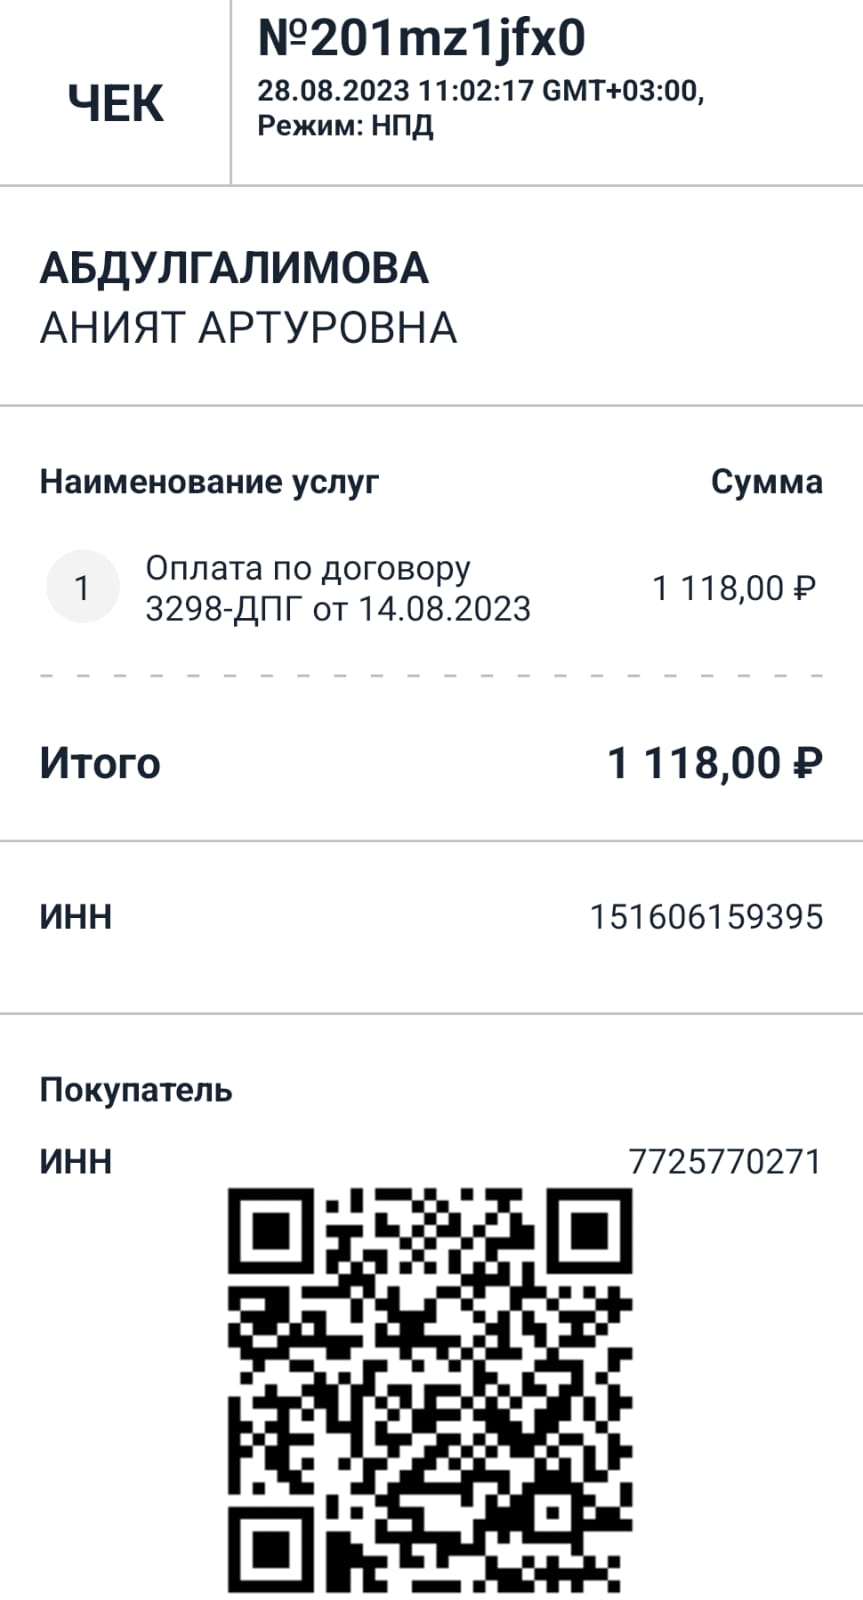 ЧЕК
№201mz1jfx0
28.08.2023 11:02:17 GMT+03:00,
Режим: НПД
АБДУЛГАЛИМОВА
АНИЯТ АРТУРОВНА
Наименование услуг Сумма
1 Оплата по договору
3298-ДПГ от 14.08.2023 1 118,00 ₽
Итого 1 118,00 ₽
ИНН 151606159395
Покупатель
ИНН 7725770271